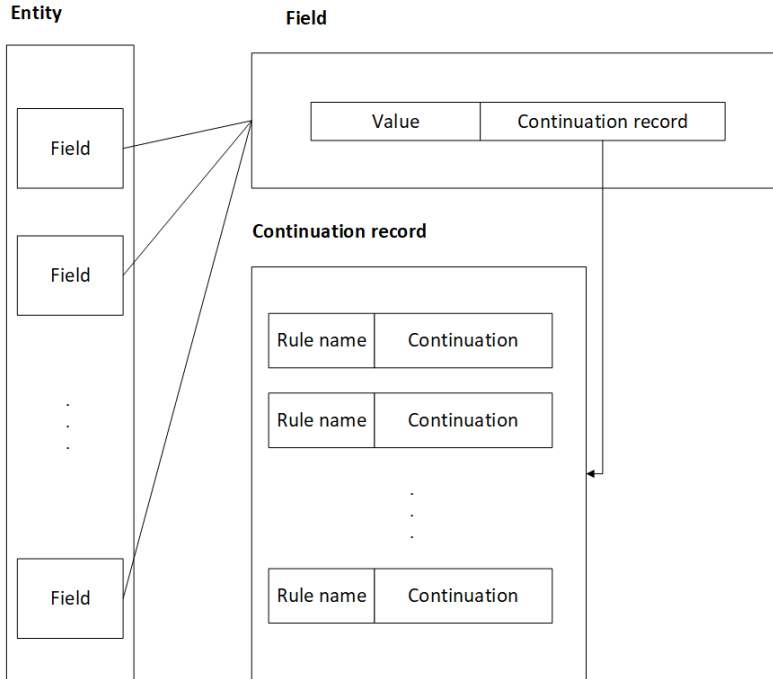 Entity
Field
Field
Value Continuation record
Field
Continuation record
Field
Rule name Continuation
Rule name Continuation
Rule name Continuation
Field